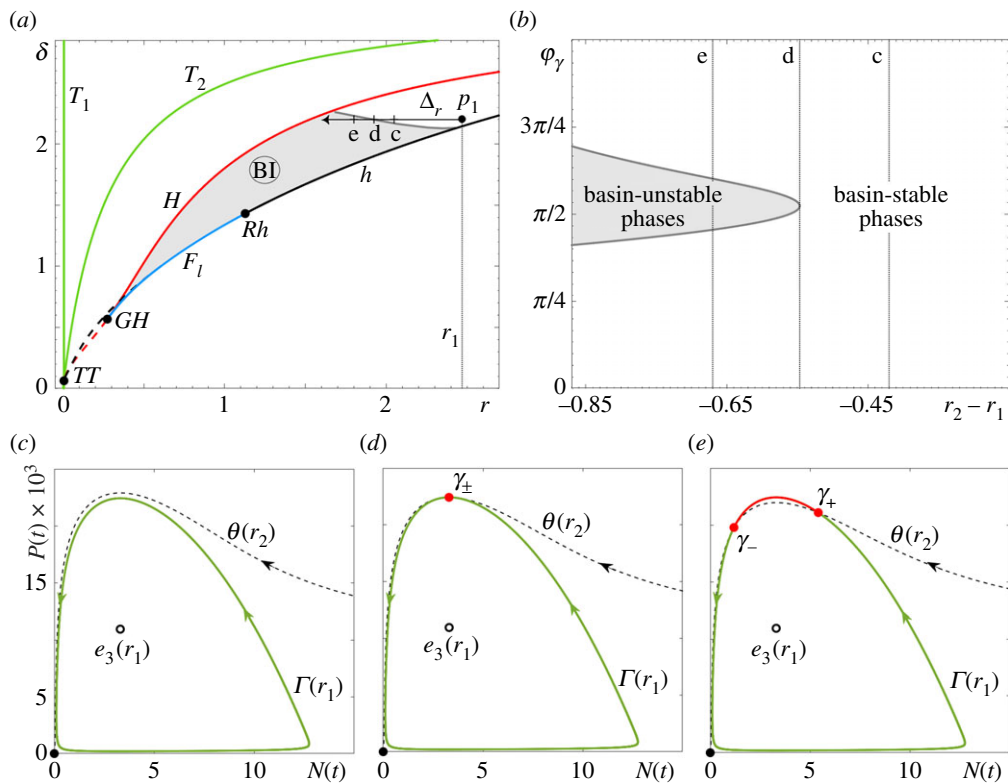 (a)
δ
T₁
T₂
Δᵣ
p₁
e d c
2
BI
h
H
Rh
1
Fₗ
GH
r₁
TT
0
0 1 2 r
(b)
φᵧ
e d c
3π/4
basin-unstable phases
basin-stable phases
π/2
π/4
0
–0.85 –0.65 –0.45 r₂ – r₁
(c)
P(t) × 10³
15
5
0
θ(r₂)
e₃(r₁)
Γ(r₁)
0 5 10 N(t)
(d)
γ±
θ(r₂)
e₃(r₁)
Γ(r₁)
0 5 10 N(t)
(e)
γ₊
γ₋
θ(r₂)
e₃(r₁)
Γ(r₁)
0 5 10 N(t)